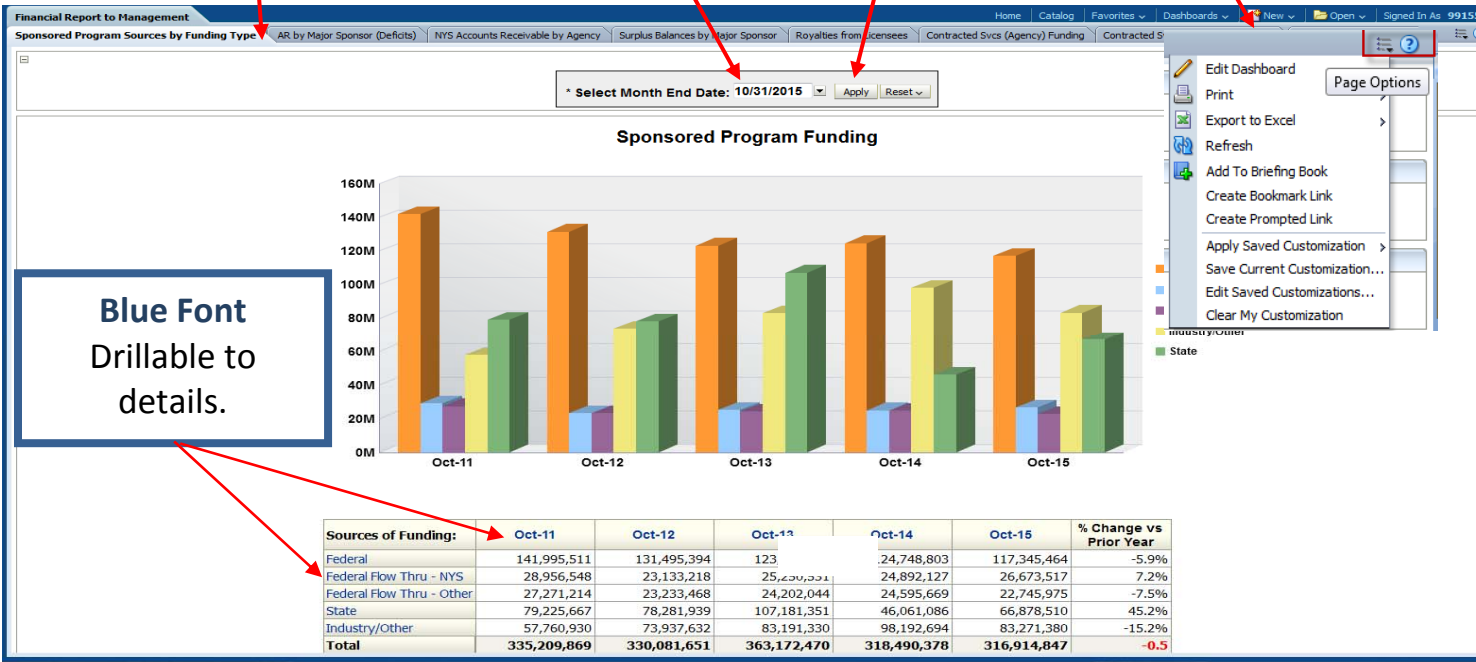 Financial Report to Management Home Catalog Favorites Dashboards New Open Signed In As 9915
Sponsored Program Sources by Funding Type AR by Major Sponsor (Deficits) NYS Accounts Receivable by Agency Surplus Balances by Major Sponsor Royalties from Licensees Contracted Svcs (Agency) Funding Contracted
* Select Month End Date: 10/31/2015 Apply Reset
Edit Dashboard
Page Options
Print
Export to Excel
Refresh
Add To Briefing Book
Create Bookmark Link
Create Prompted Link
Apply Saved Customization
Save Current Customization...
Edit Saved Customizations...
Clear My Customization
Sponsored Program Funding
160M
140M
120M
100M
80M
60M
40M
20M
0M
Oct-11 Oct-12 Oct-13 Oct-14 Oct-15
Industry/Other
State
Blue Font
Drillable to
details.
Sources of Funding: Oct-11 Oct-12 Oct-13 Oct-14 Oct-15 % Change vs
Prior Year
Federal 141,995,511 131,495,394 123, 24,748,803 117,345,464 -5.9%
Federal Flow Thru - NYS 28,956,548 23,133,218 24,892,127 26,673,517 7.2%
Federal Flow Thru - Other 27,271,214 23,233,468 24,202,044 24,595,669 22,745,975 -7.5%
State 79,225,667 78,281,939 107,181,351 46,061,086 66,878,510 45.2%
Industry/Other 57,760,930 73,937,632 83,191,330 98,192,694 83,271,380 -15.2%
Total 335,209,869 330,081,651 363,172,470 318,490,378 316,914,847 -0.5